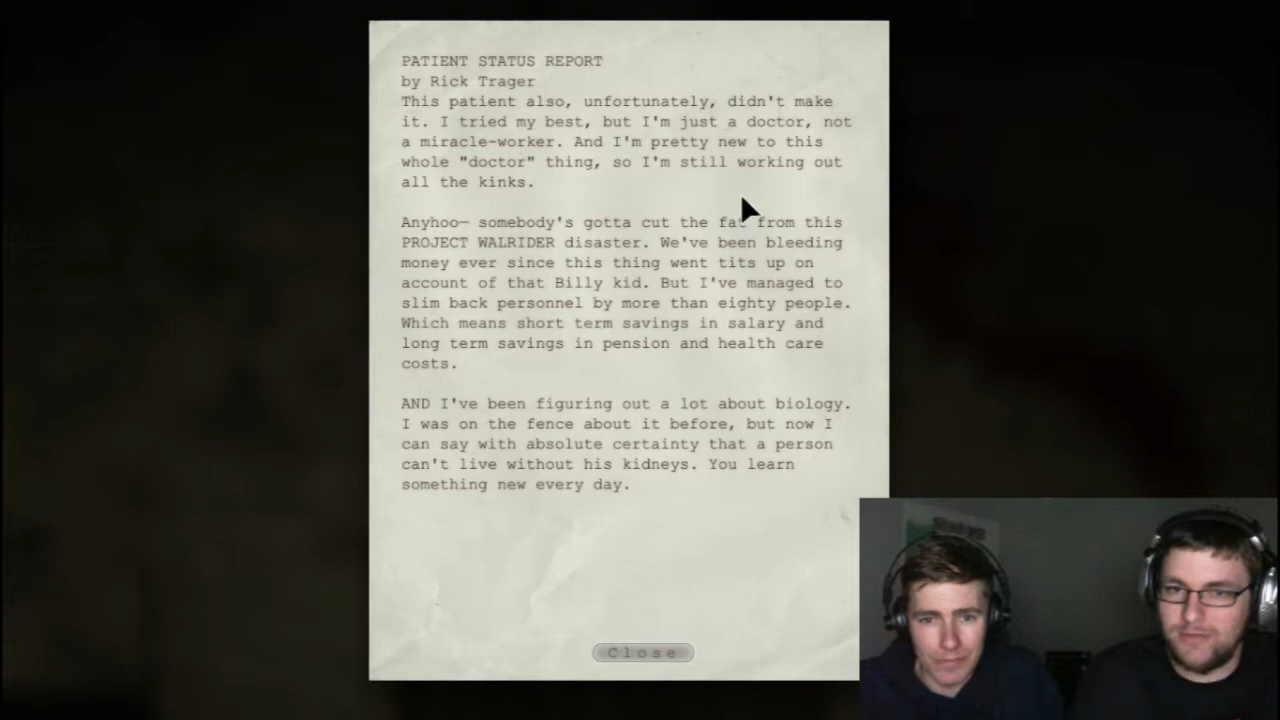 PATIENT STATUS REPORT
by Rick Trager
This patient also, unfortunately, didn't make
it. I tried my best, but I'm just a doctor, not
a miracle-worker. And I'm pretty new to this
whole "doctor" thing, so I'm still working out
all the kinks.
Anyhoo— somebody's gotta cut the fat from this
PROJECT WALRIDER disaster. We've been bleeding
money ever since this thing went tits up on
account of that Billy kid. But I've managed to
slim back personnel by more than eighty people.
Which means short term savings in salary and
long term savings in pension and health care
costs.
AND I've been figuring out a lot about biology.
I was on the fence about it before, but now I
can say with absolute certainty that a person
can't live without his kidneys. You learn
something new every day.
Close